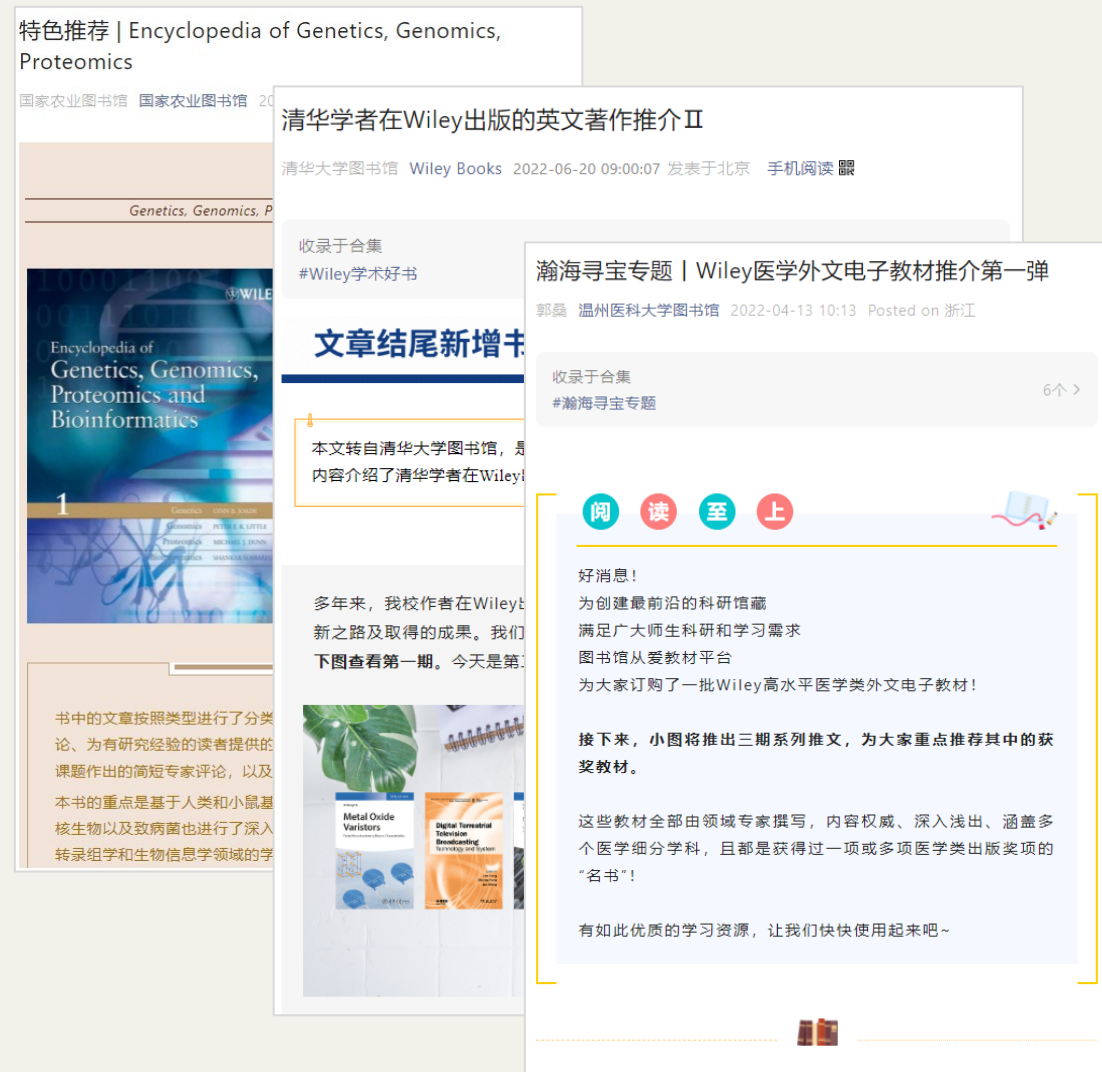 特色推荐 | Encyclopedia of Genetics, Genomics,
Proteomics
国家农业图书馆 国家农业图书馆 20
Genetics, Genomics, P
WILE
Encyclopedia of
Genetics, Genomics,
Proteomics and
Bioinformatics
1
Genetics LYNN B. JORDE
Genomics PETER F. R. LITTLE
Proteomics MICHAEL J. DUNN
Bioinformatics
书中的文章按照类型进行了分类
论、为有研究经验的读者提供的
课题作出的简短专家评论，以及
本书的重点是基于人类和小鼠基
核生物以及致病菌也进行了深入
转录组学和生物信息学领域的学
清华学者在Wiley出版的英文著作推介Ⅱ
清华大学图书馆 Wiley Books 2022-06-20 09:00:07 发表于北京 手机阅读
收录于合集
#Wiley学术好书
文章结尾新增书
本文转自清华大学图书馆，是
内容介绍了清华学者在Wiley
多年来，我校作者在Wiley
新之路及取得的成果。我们
下图查看第一期。今天是第
Metal Oxide
Varistors
Digital Terrestrial
Television
Broadcasting
Technology and System
瀚海寻宝专题丨Wiley医学外文电子教材推介第一弹
郭燊 温州医科大学图书馆 2022-04-13 10:13 Posted on 浙江
收录于合集
#瀚海寻宝专题
6个
阅 读 至 上
好消息！
为创建最前沿的科研馆藏
满足广大师生科研和学习需求
图书馆从爱教材平台
为大家订购了一批Wiley高水平医学类外文电子教材！
接下来，小图将推出三期系列推文，为大家重点推荐其中的获
奖教材。
这些教材全部由领域专家撰写，内容权威、深入浅出、涵盖多
个医学细分学科，且都是获得过一项或多项医学类出版奖项的
“名书”！
有如此优质的学习资源，让我们快快使用起来吧~